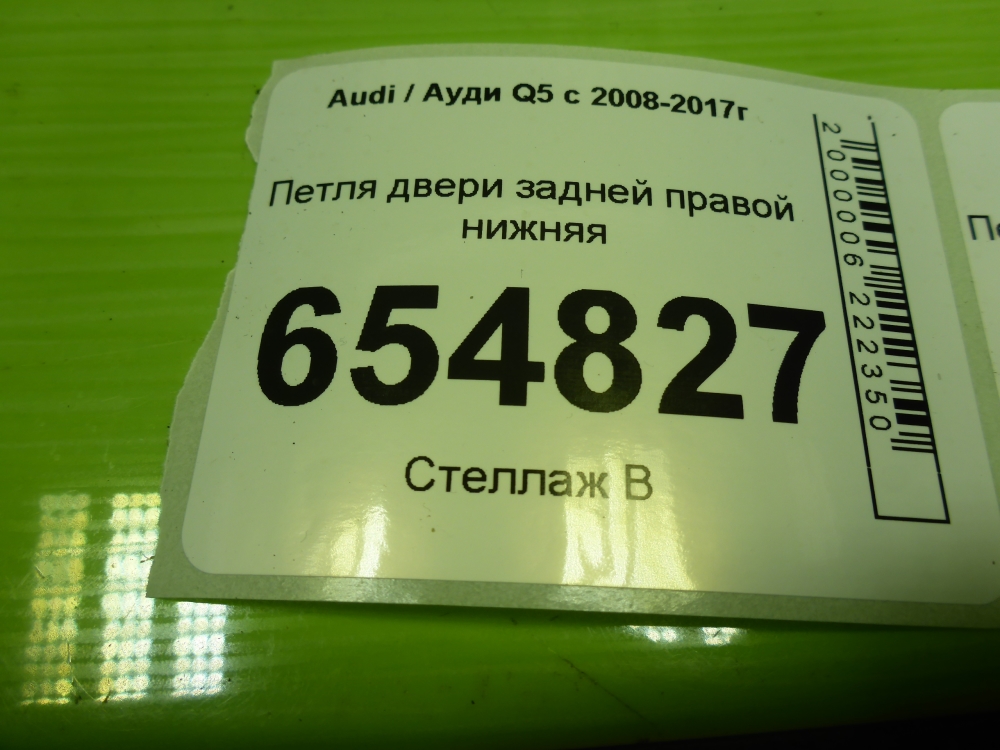 Audi / Ауди Q5 с 2008-2017г
Петля двери задней правой
нижняя
654827
Стеллаж В
2000006222350